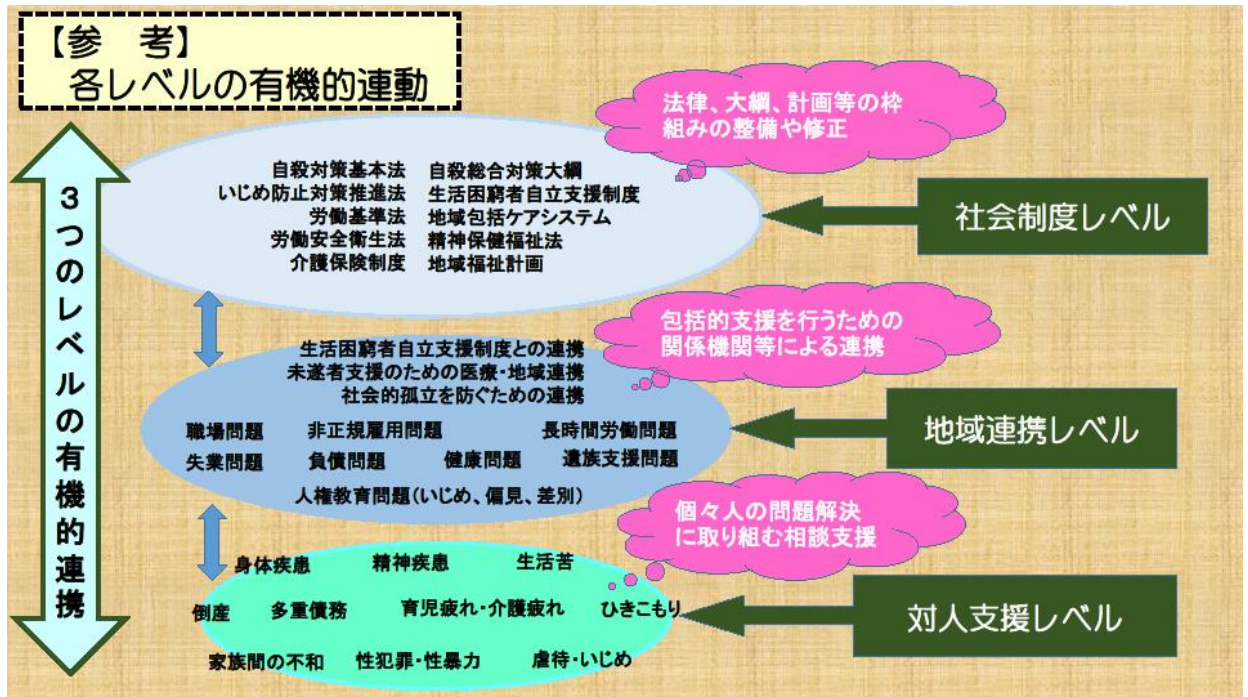 【参　考】
各レベルの有機的連動
3つのレベルの有機的連携
法律、大綱、計画等の枠
組みの整備や修正
自殺対策基本法　自殺総合対策大綱
いじめ防止対策推進法　生活困窮者自立支援制度
労働基準法　地域包括ケアシステム
労働安全衛生法　精神保健福祉法
介護保険制度　地域福祉計画
社会制度レベル
包括的支援を行うための
関係機関等による連携
生活困窮者自立支援制度との連携
未遂者支援のための医療・地域連携
社会的孤立を防ぐための連携
職場問題　非正規雇用問題　長時間労働問題
失業問題　負債問題　健康問題　遺族支援問題
人権教育問題(いじめ、偏見、差別)
地域連携レベル
個々人の問題解決
に取り組む相談支援
身体疾患　精神疾患　生活苦
倒産　多重債務　育児疲れ・介護疲れ　ひきこもり
家族間の不和　性犯罪・性暴力　虐待・いじめ
対人支援レベル